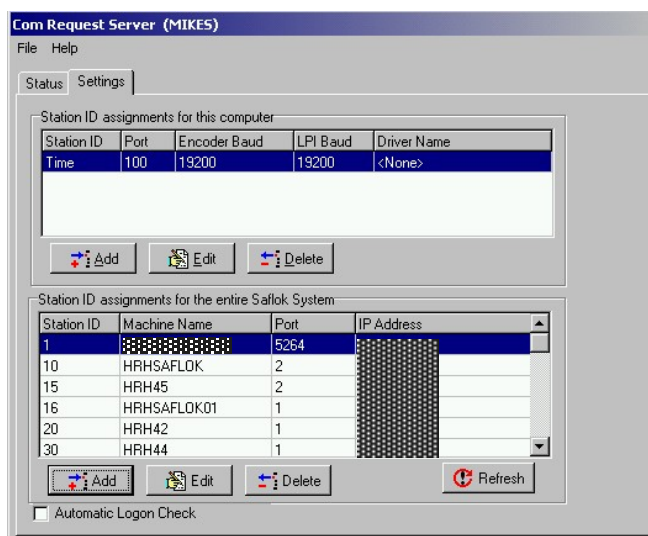 Com Request Server (MIKES)
File Help
Status Settings
Station ID assignments for this computer
Station ID Port Encoder Baud LPI Baud Driver Name
Time 100 19200 19200 <None>
Add Edit Delete
Station ID assignments for the entire Saflok System
Station ID Machine Name Port IP Address
1 5264
10 HRHSAFLOK 2
15 HRH45 2
16 HRHSAFLOK01 1
20 HRH42 1
30 HRH44 1
Add Edit Delete Refresh
Automatic Logon Check